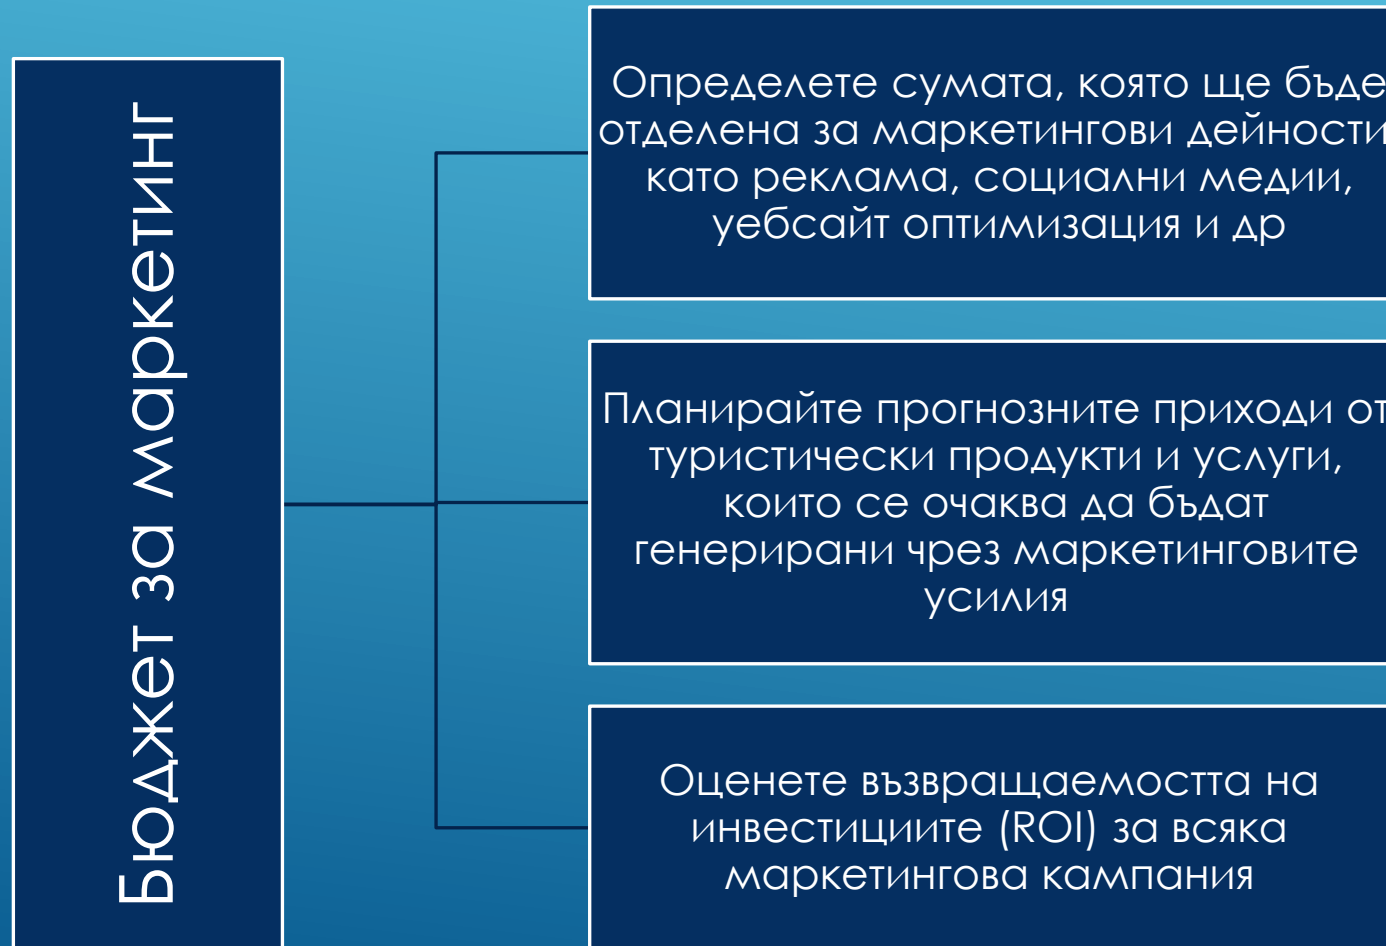 Бюджет за маркетинг
Определете сумата, която ще бъде
отделена за маркетингови дейности
като реклама, социални медии,
уебсайт оптимизация и др
Планирайте прогнозните приходи от
туристически продукти и услуги,
които се очаква да бъдат
генерирани чрез маркетинговите
усилия
Оценете възвращаемостта на
инвестициите (ROI) за всяка
маркетингова кампания